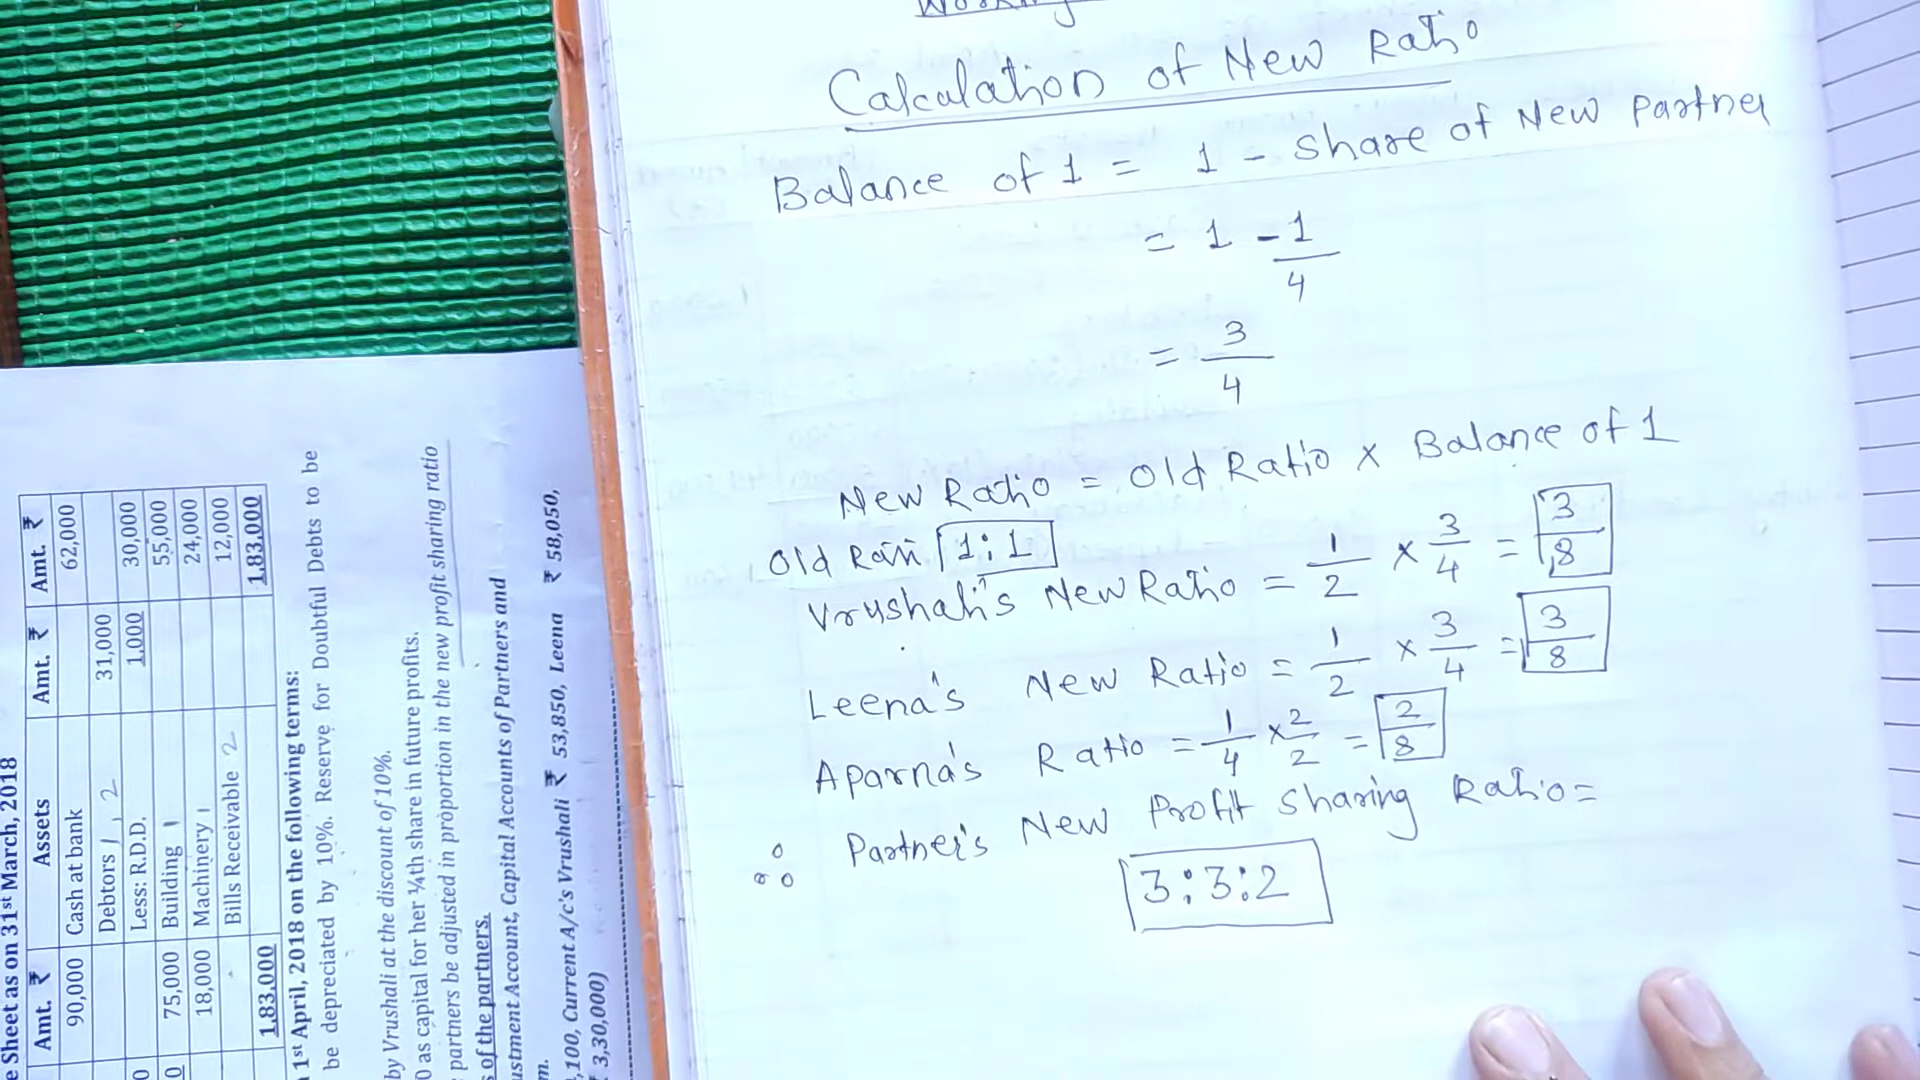 Calculation of New Ratio
Balance of 1 = 1 - Share of New Partner
= 1 - 1/4
= 3/4
New Ratio = Old Ratio x Balance of 1
Old Ratio 1:1
Vrushali's New Ratio = 1/2 x 3/4 = 3/8
Leena's New Ratio = 1/2 x 3/4 = 3/8
Aparna's Ratio = 1/4 x 2/2 = 2/8
∴ Partner's New Profit Sharing Ratio =
3:3:2
e Sheet as on 31st March, 2018
Amt. ₹ Assets Amt. ₹ Amt. ₹
90,000 Cash at bank 62,000
Debtors 1, 2 31,000
Less: R.D.D. 1,000 30,000
75,000 Building 1 55,000
18,000 Machinery 1 24,000
Bills Receivable 2 12,000
1,83,000 1,83,000
1st April, 2018 on the following terms:
be depreciated by 10%. Reserve for Doubtful Debts to be
by Vrushali at the discount of 10%.
0 as capital for her ¼th share in future profits.
partners be adjusted in proportion in the new profit sharing ratio
s of the partners.
ustment Account, Capital Accounts of Partners and
m.
,100, Current A/c's Vrushali ₹ 53,850, Leena ₹ 58,050,
3,30,000)